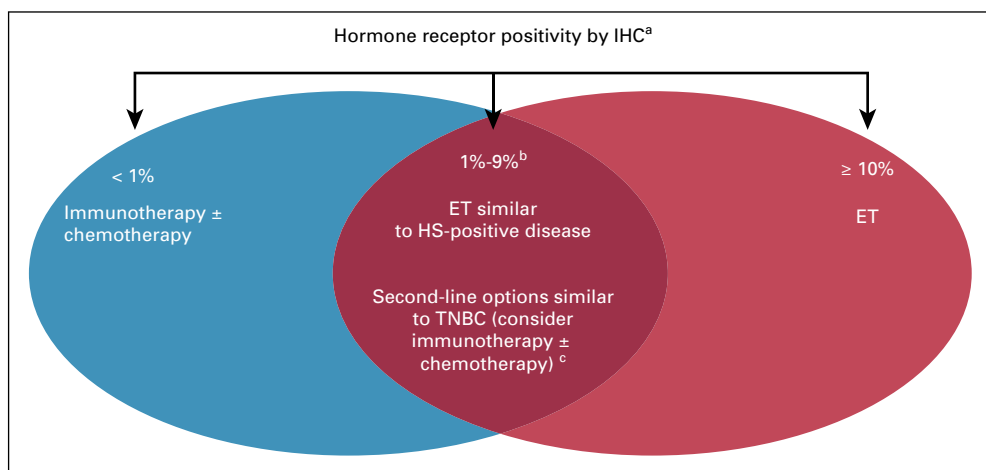 Hormone receptor positivity by IHCᵃ
< 1%
Immunotherapy ±
chemotherapy
1%-9%ᵇ
ET similar
to HS-positive disease
Second-line options similar
to TNBC (consider
immunotherapy ±
chemotherapy) ᶜ
≥ 10%
ET